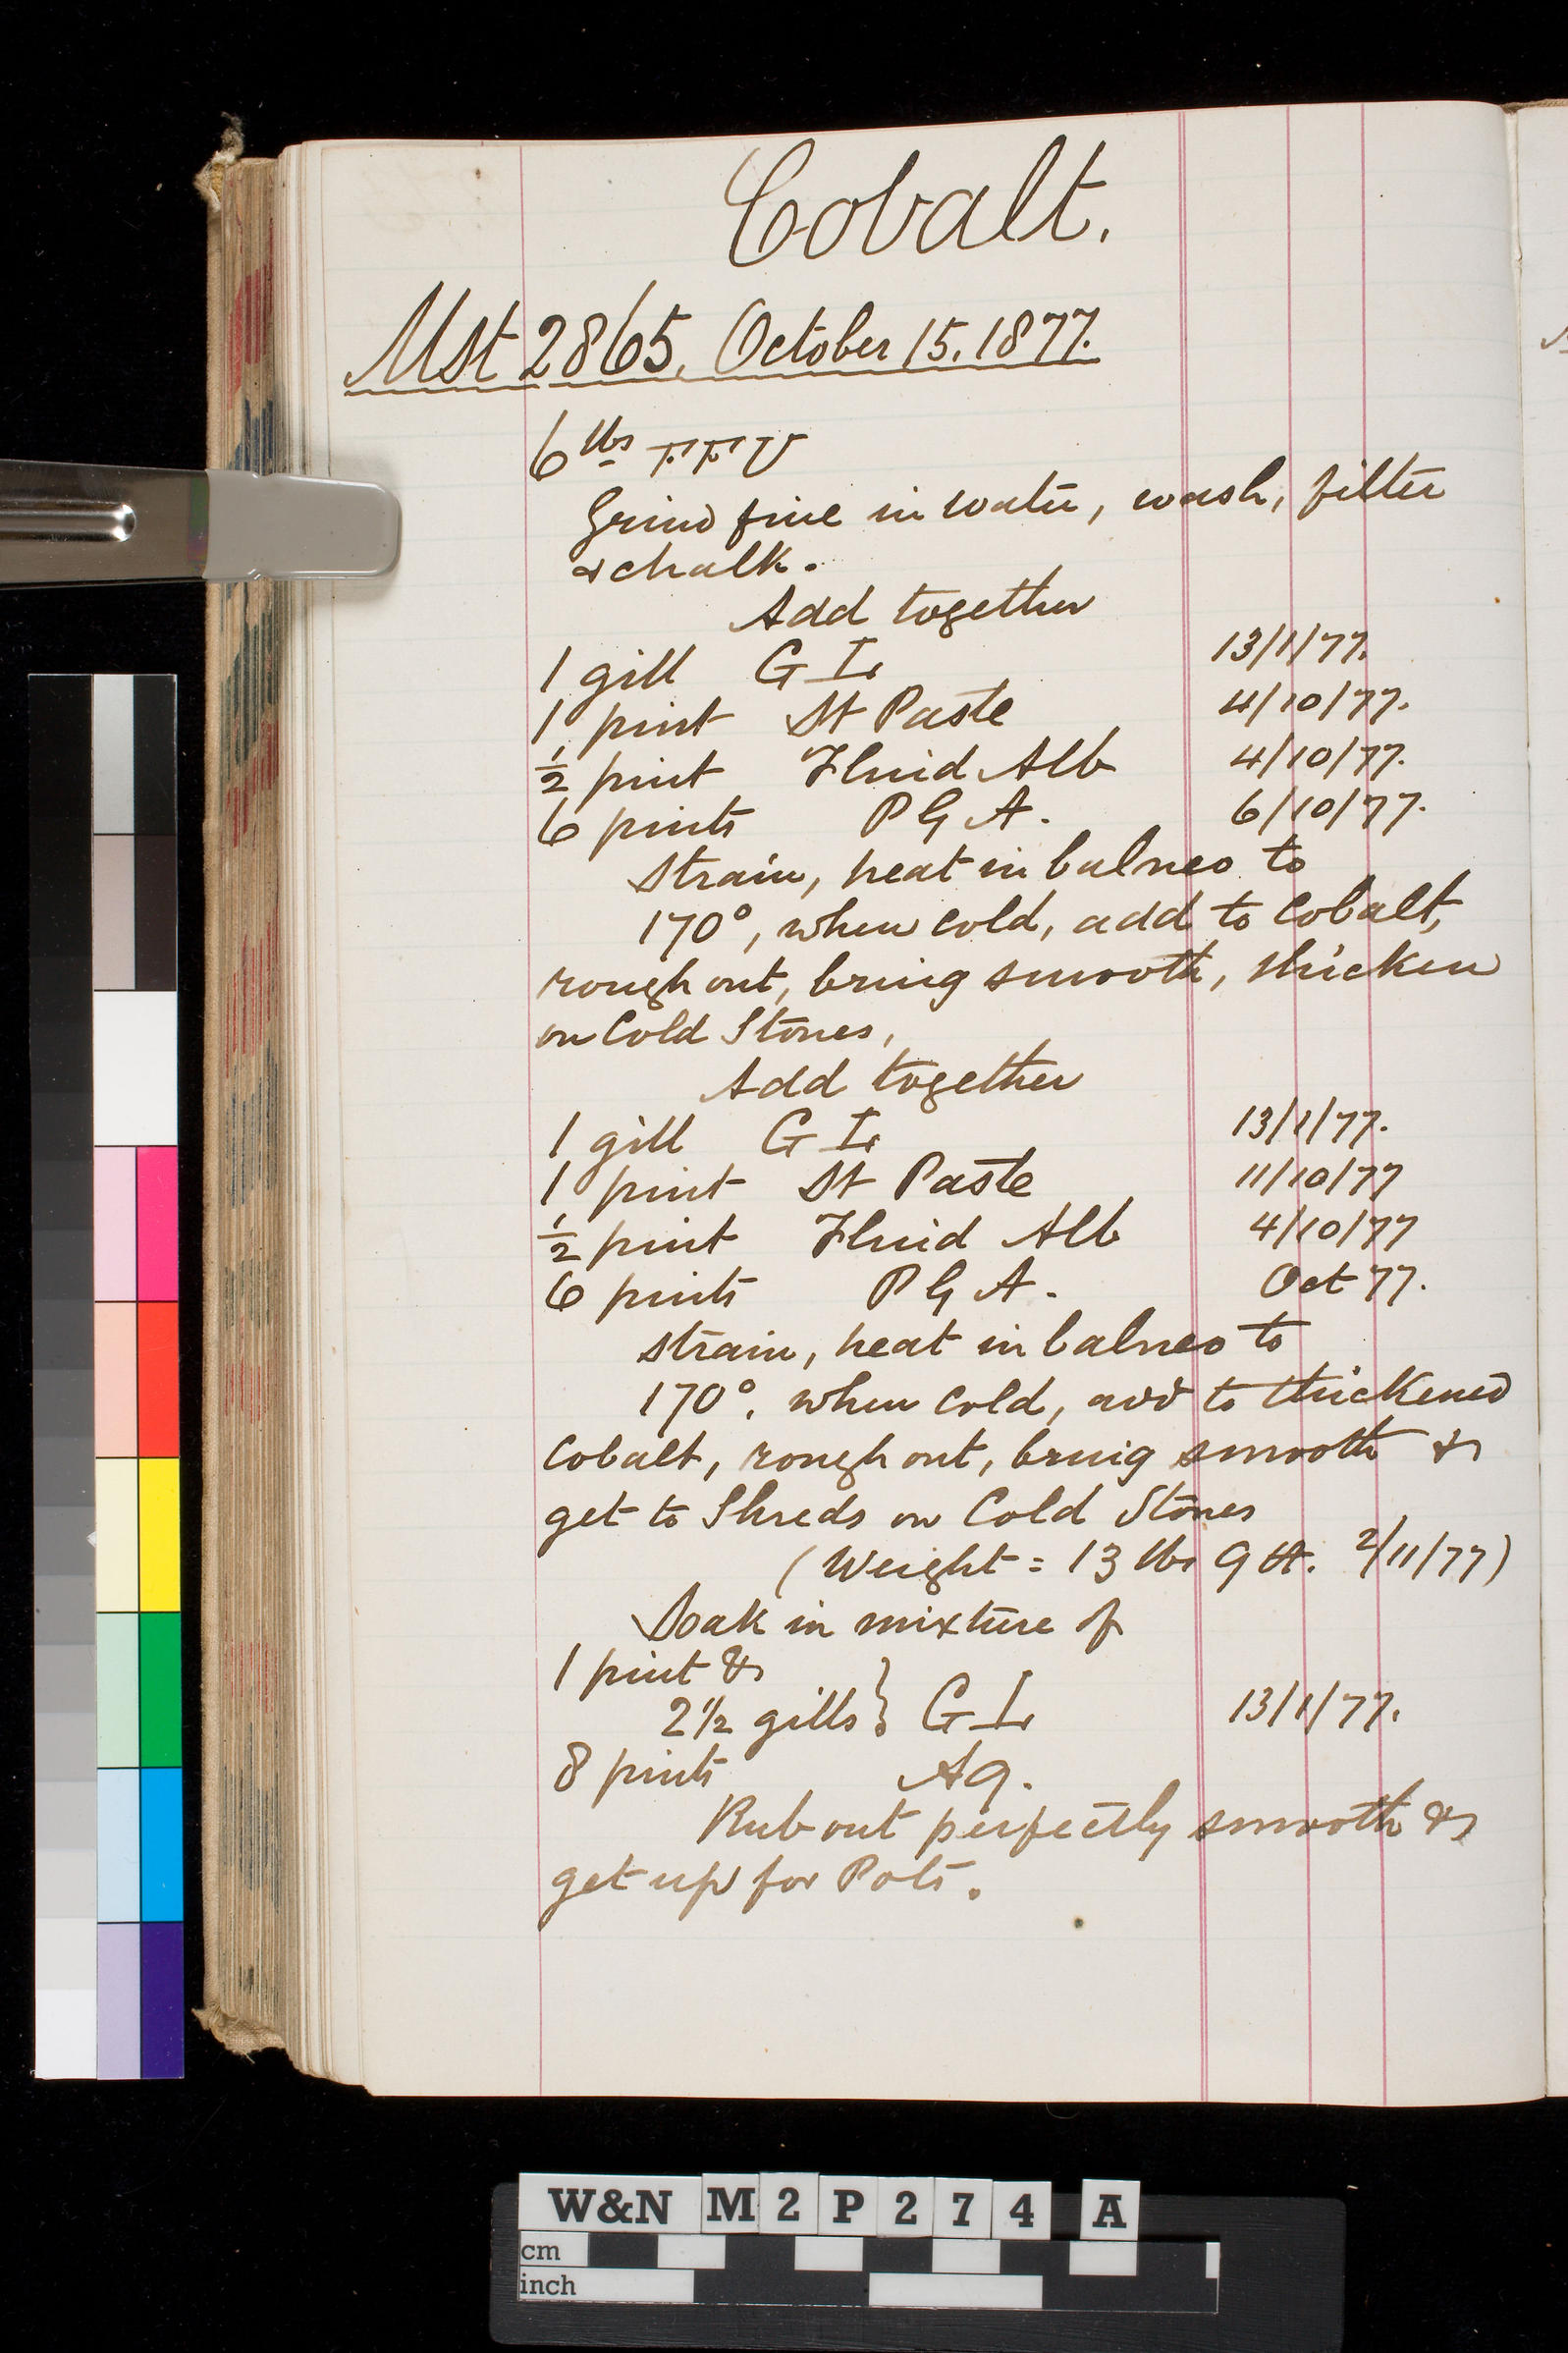 Cobalt.
Mst 2865. October 15. 1877.
6 lbs FFU
Grind fine in water, wash, filter
& chalk.
Add together
1 gill GL 13/1/77.
1 pint St Paste 4/10/77.
½ pint Fluid Alb 4/10/77.
6 pints P G A. 6/10/77.
Strain, heat in balneo to
170°, when cold, add to Cobalt,
rough out, bring smooth, thicken
on Cold Stones,
Add together
1 gill GL 13/1/77.
1 pint St Paste 11/10/77
½ pint Fluid Alb 4/10/77
6 pints P G A. Oct 77.
Strain, heat in balneo to
170°, when cold, add to thickened
Cobalt, rough out, bring smooth &
get to Shreds on Cold Stones
(Weight = 13 lbs 9 2/11/77)
Soak in mixture of
1 pint &
2½ gills } GL 13/1/77.
8 pints Aq.
Rub out perfectly smooth &
get up for Pots.
W&N M2P274 A
cm
inch